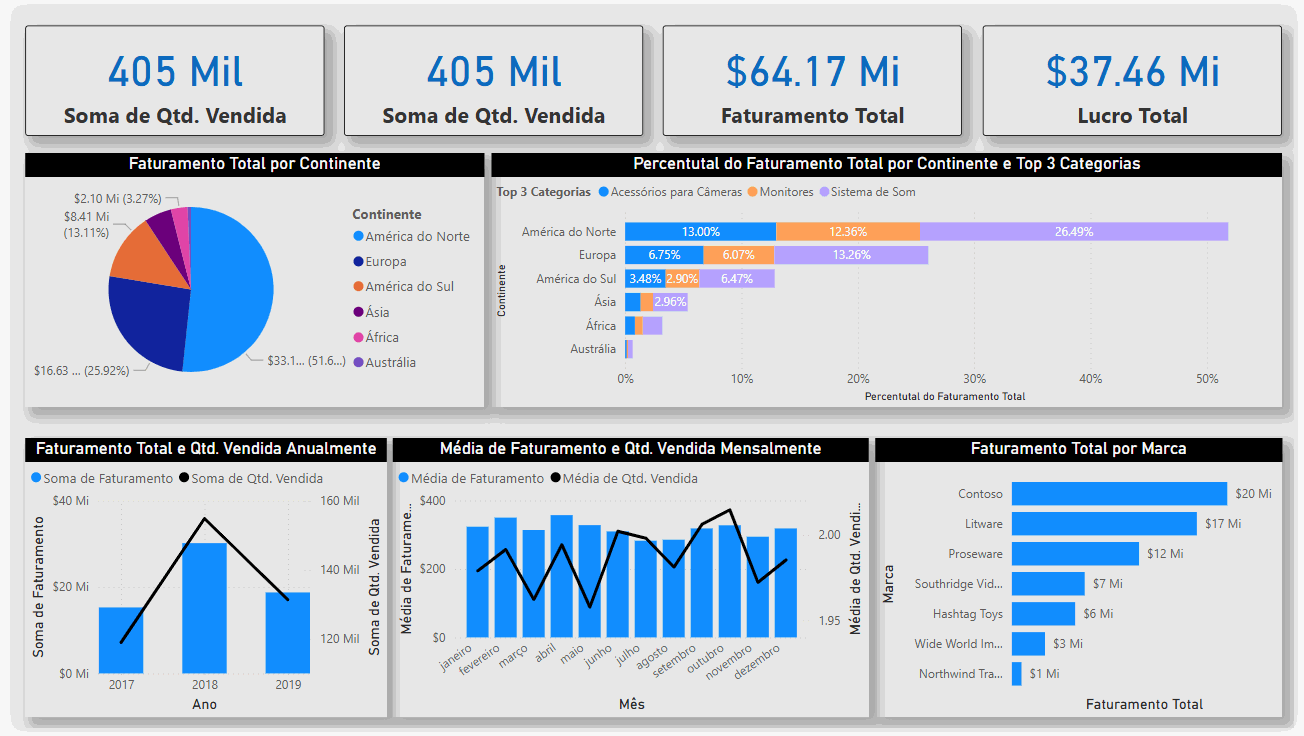 405 Mil
Soma de Qtd. Vendida
405 Mil
Soma de Qtd. Vendida
$64.17 Mi
Faturamento Total
$37.46 Mi
Lucro Total
Faturamento Total por Continente
$2.10 Mi (3.27%)
$8.41 Mi
(13.11%)
$16.63 ... (25.92%)
$33.1... (51.6...)
Continente
América do Norte
Europa
América do Sul
Ásia
África
Austrália
Percentutal do Faturamento Total por Continente e Top 3 Categorias
Top 3 Categorias Acessórios para Câmeras Monitores Sistema de Som
Continente
América do Norte 13.00% 12.36% 26.49%
Europa 6.75% 6.07% 13.26%
América do Sul 3.48% 2.90% 6.47%
Ásia 2.96%
África
Austrália
0% 10% 20% 30% 40% 50%
Percentutal do Faturamento Total
Faturamento Total e Qtd. Vendida Anualmente
Soma de Faturamento Soma de Qtd. Vendida
Soma de Faturamento
$40 Mi
$20 Mi
$0 Mi
160 Mil
140 Mil
120 Mil
Soma de Qtd. Vendida
2017 2018 2019
Ano
Média de Faturamento e Qtd. Vendida Mensalmente
Média de Faturamento Média de Qtd. Vendida
Média de Faturame...
$400
$200
$0
2.00
1.95
Média de Qtd. Vendi...
janeiro fevereiro março abril maio junho julho agosto setembro outubro novembro dezembro
Mês
Faturamento Total por Marca
Marca
Contoso $20 Mi
Litware $17 Mi
Proseware $12 Mi
Southridge Vid... $7 Mi
Hashtag Toys $6 Mi
Wide World Im... $3 Mi
Northwind Tra... $1 Mi
Faturamento Total